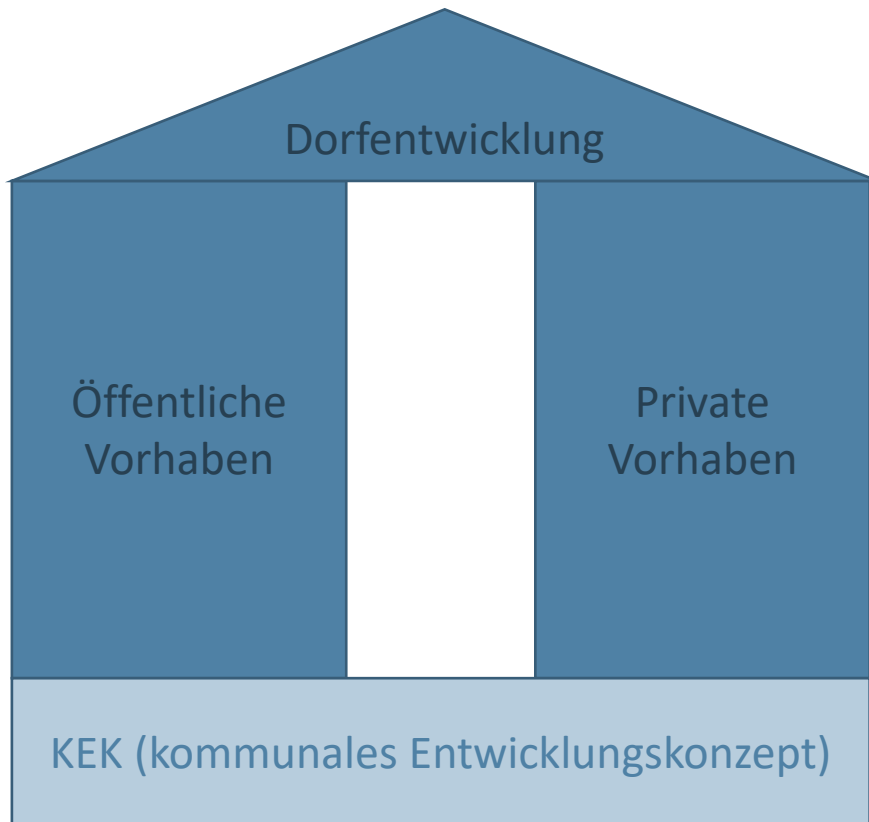 Dorfentwicklung
Öffentliche
Vorhaben
Private
Vorhaben
KEK (kommunales Entwicklungskonzept)